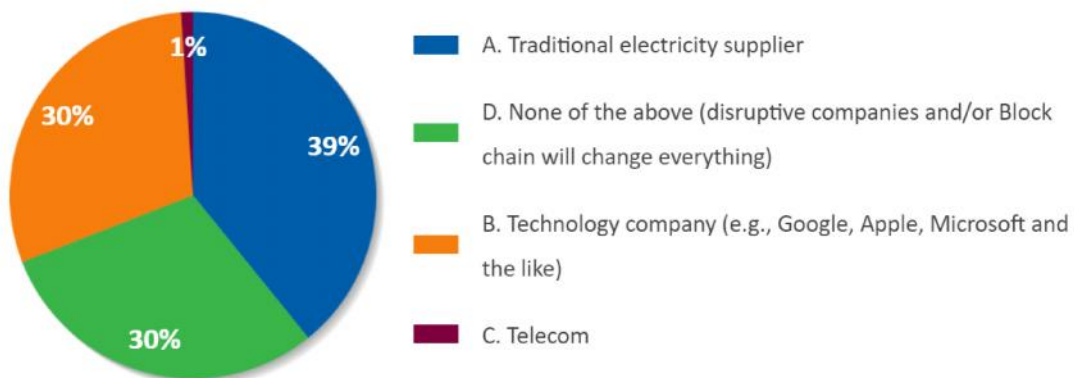 1%
30%
39%
30%
A. Traditional electricity supplier
D. None of the above (disruptive companies and/or Block
chain will change everything)
B. Technology company (e.g., Google, Apple, Microsoft and
the like)
C. Telecom